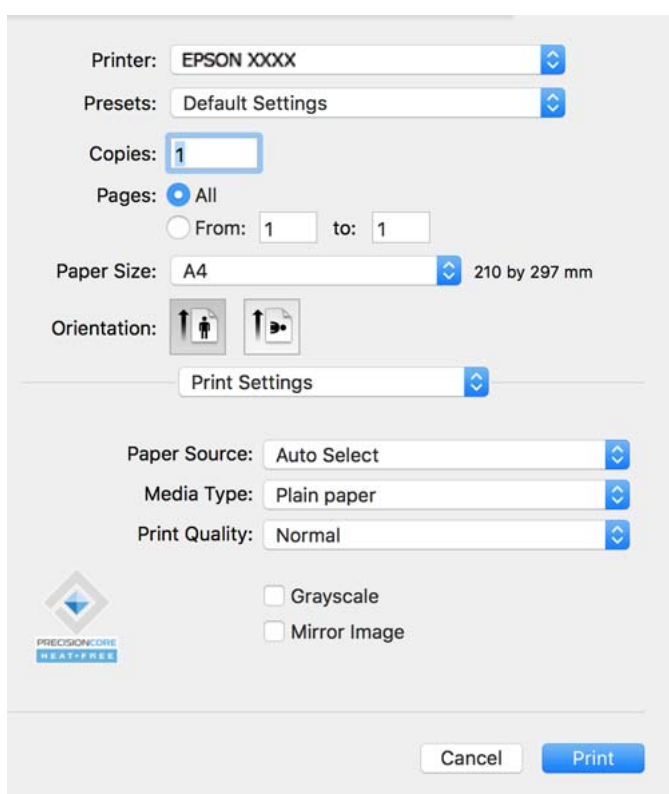 Printer: EPSON XXXX
Presets: Default Settings
Copies: 1
Pages: All
From: 1 to: 1
Paper Size: A4 210 by 297 mm
Orientation:
Print Settings
Paper Source: Auto Select
Media Type: Plain paper
Print Quality: Normal
Grayscale
Mirror Image
PRECISIONCORE
HEAT-FREE
Cancel Print